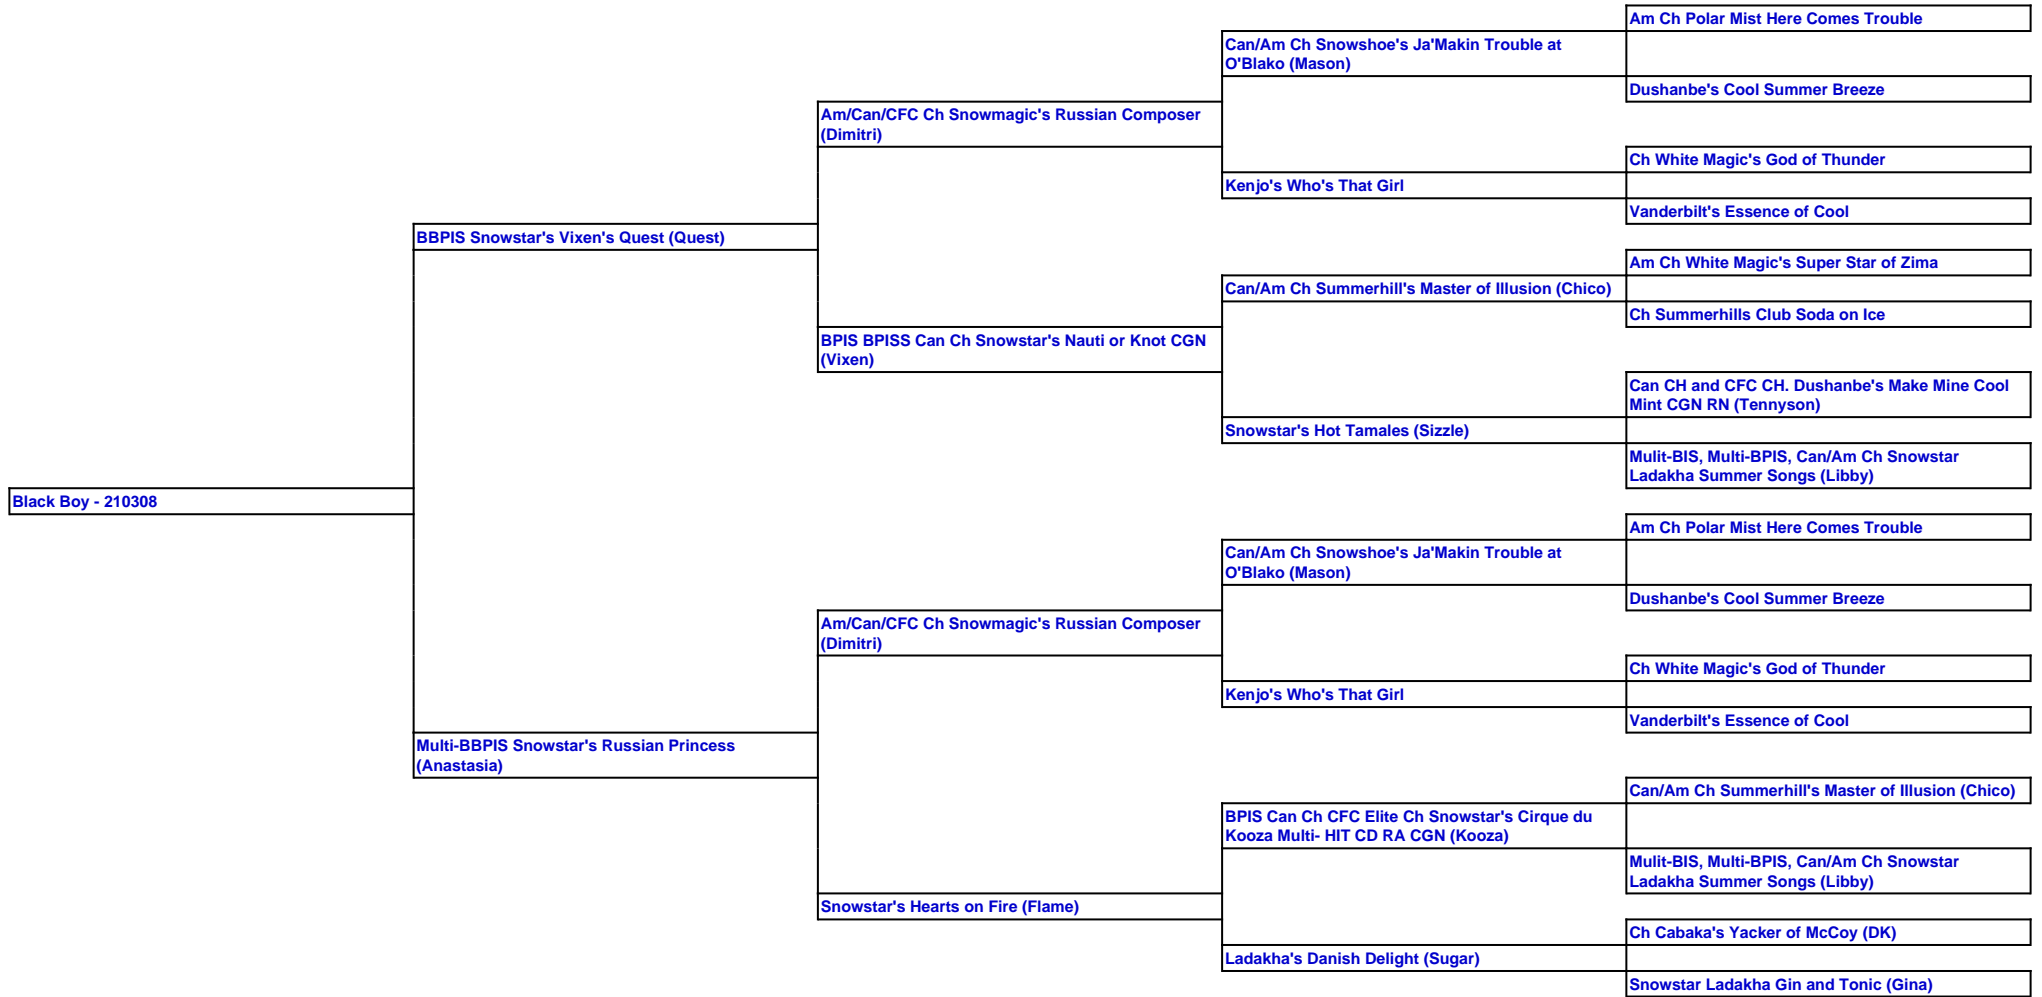 Am Ch Polar Mist Here Comes Trouble
Can/Am Ch Snowshoe's Ja'Makin Trouble at
O'Blako (Mason)
Dushanbe's Cool Summer Breeze
Am/Can/CFC Ch Snowmagic's Russian Composer
(Dimitri)
Ch White Magic's God of Thunder
Kenjo's Who's That Girl
Vanderbilt's Essence of Cool
BBPIS Snowstar's Vixen's Quest (Quest)
Am Ch White Magic's Super Star of Zima
Can/Am Ch Summerhill's Master of Illusion (Chico)
Ch Summerhills Club Soda on Ice
BPIS BPISS Can Ch Snowstar's Nauti or Knot CGN
(Vixen)
Can CH and CFC CH. Dushanbe's Make Mine Cool
Mint CGN RN (Tennyson)
Snowstar's Hot Tamales (Sizzle)
Mulit-BIS, Multi-BPIS, Can/Am Ch Snowstar
Ladakha Summer Songs (Libby)
Black Boy - 210308
Am Ch Polar Mist Here Comes Trouble
Can/Am Ch Snowshoe's Ja'Makin Trouble at
O'Blako (Mason)
Dushanbe's Cool Summer Breeze
Am/Can/CFC Ch Snowmagic's Russian Composer
(Dimitri)
Ch White Magic's God of Thunder
Kenjo's Who's That Girl
Vanderbilt's Essence of Cool
Multi-BBPIS Snowstar's Russian Princess
(Anastasia)
Can/Am Ch Summerhill's Master of Illusion (Chico)
BPIS Can Ch CFC Elite Ch Snowstar's Cirque du
Kooza Multi- HIT CD RA CGN (Kooza)
Mulit-BIS, Multi-BPIS, Can/Am Ch Snowstar
Ladakha Summer Songs (Libby)
Snowstar's Hearts on Fire (Flame)
Ch Cabaka's Yacker of McCoy (DK)
Ladakha's Danish Delight (Sugar)
Snowstar Ladakha Gin and Tonic (Gina)